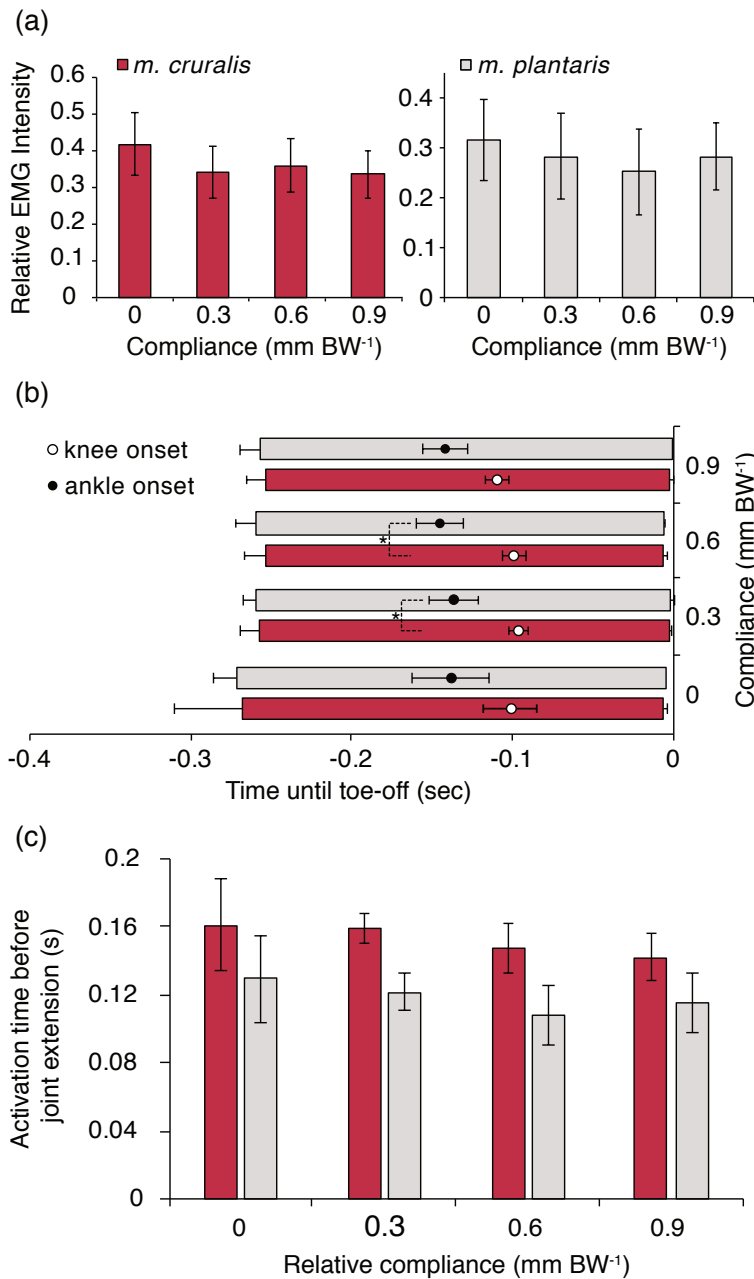 (a)
m. cruralis
m. plantaris
Relative EMG Intensity
0.6
0.5
0.4
0.3
0.2
0.1
0
0 0.3 0.6 0.9
Compliance (mm BW-1)
0.4
0.3
0.2
0.1
0
0 0.3 0.6 0.9
Compliance (mm BW-1)
(b)
knee onset
ankle onset
*
*
0.9
0.6
0.3
0
Compliance (mm BW-1)
-0.4 -0.3 -0.2 -0.1 0
Time until toe-off (sec)
(c)
Activation time before
joint extension (s)
0.2
0.16
0.12
0.08
0.04
0
0 0.3 0.6 0.9
Relative compliance (mm BW-1)